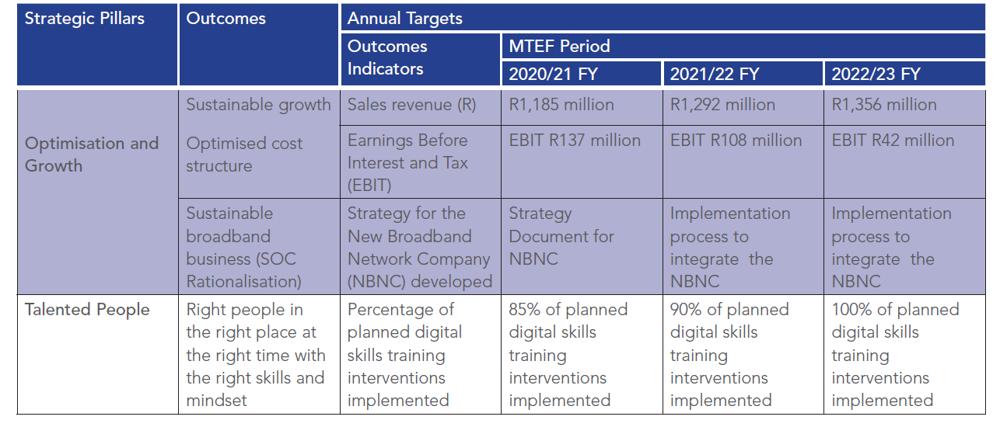 Strategic Pillars
Outcomes
Annual Targets
Outcomes
Indicators
MTEF Period
2020/21 FY
2021/22 FY
2022/23 FY
Optimisation and
Growth
Sustainable growth
Sales revenue (R)
R1,185 million
R1,292 million
R1,356 million
Optimised cost
structure
Earnings Before
Interest and Tax
(EBIT)
EBIT R137 million
EBIT R108 million
EBIT R42 million
Sustainable
broadband
business (SOC
Rationalisation)
Strategy for the
New Broadband
Network Company
(NBNC) developed
Strategy
Document for
NBNC
Implementation
process to
integrate the
NBNC
Implementation
process to
integrate the
NBNC
Talented People
Right people in
the right place at
the right time with
the right skills and
mindset
Percentage of
planned digital
skills training
interventions
implemented
85% of planned
digital skills
training
interventions
implemented
90% of planned
digital skills
training
interventions
implemented
100% of planned
digital skills
training
interventions
implemented